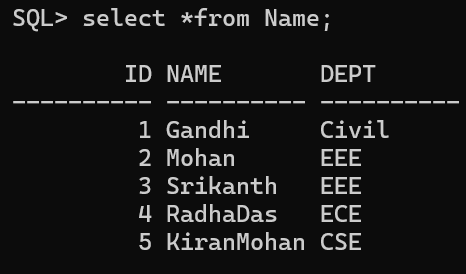 SQL> select *from Name;
        ID NAME       DEPT
---------- ---------- ----------
         1 Gandhi     Civil
         2 Mohan      EEE
         3 Srikanth   EEE
         4 RadhaDas   ECE
         5 KiranMohan CSE